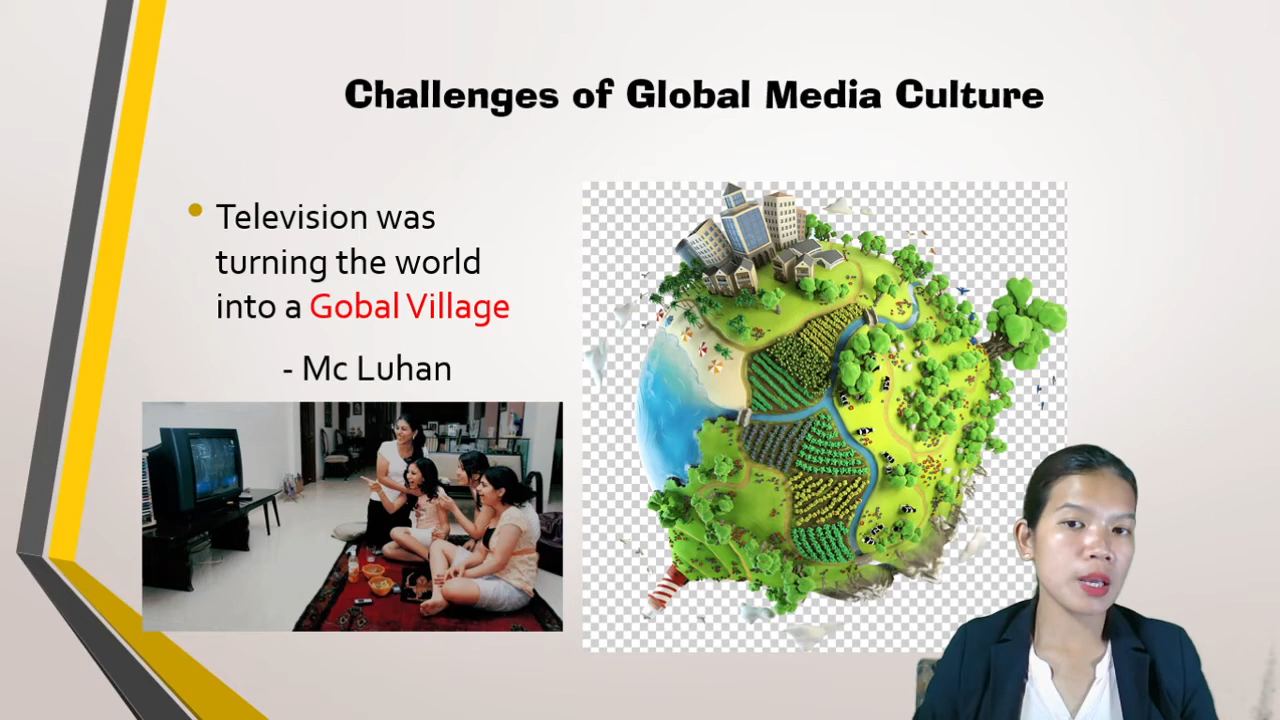 Challenges of Global Media Culture
Television was
turning the world
into a Gobal Village
- Mc Luhan